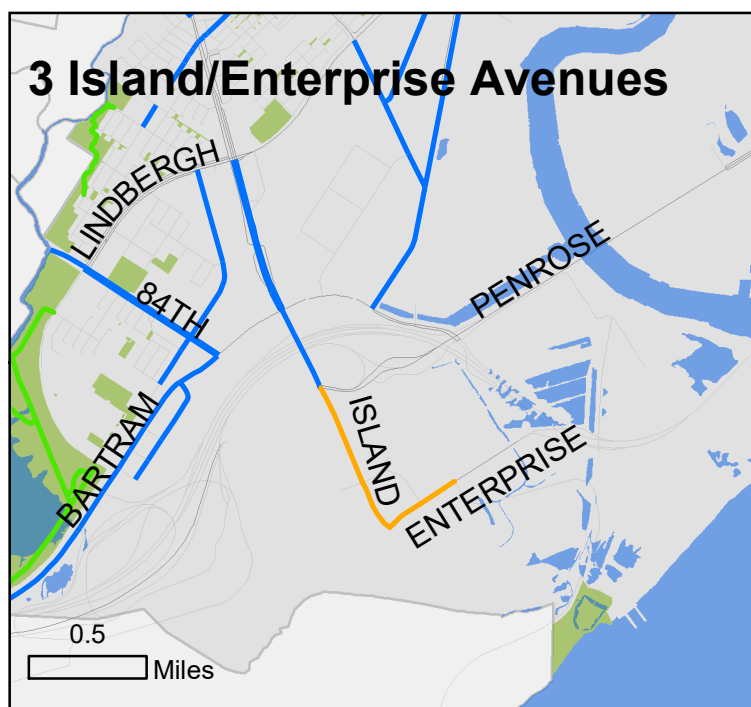 3 Island/Enterprise Avenues
LINDBERGH
PENROSE
84TH
ISLAND
BARTRAM
ENTERPRISE
0.5
Miles